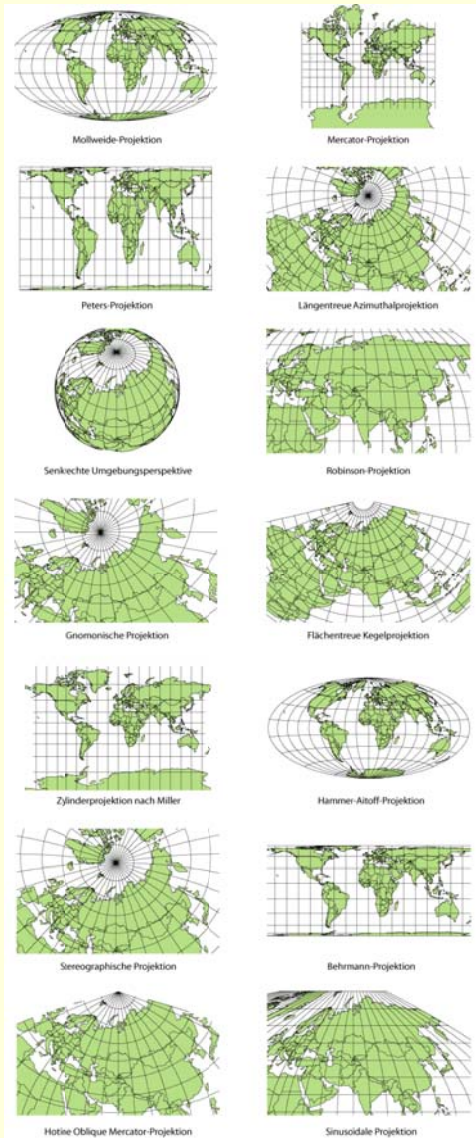 Mollweide-Projektion
Mercator-Projektion
Peters-Projektion
Längentreue Azimuthalprojektion
Senkrechte Umgebungsperspektive
Robinson-Projektion
Gnomonische Projektion
Flächentreue Kegelprojektion
Zylinderprojektion nach Miller
Hammer-Aitoff-Projektion
Stereographische Projektion
Behrmann-Projektion
Hotine Oblique Mercator-Projektion
Sinusoidale Projektion